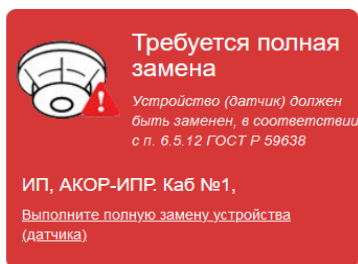 Требуется полная
замена
Устройство (датчик) должен
быть заменен, в соответствии
с п. 6.5.12 ГОСТ Р 59638
ИП, АКОР-ИПР. Каб №1,
Выполните полную замену устройства
(датчика)